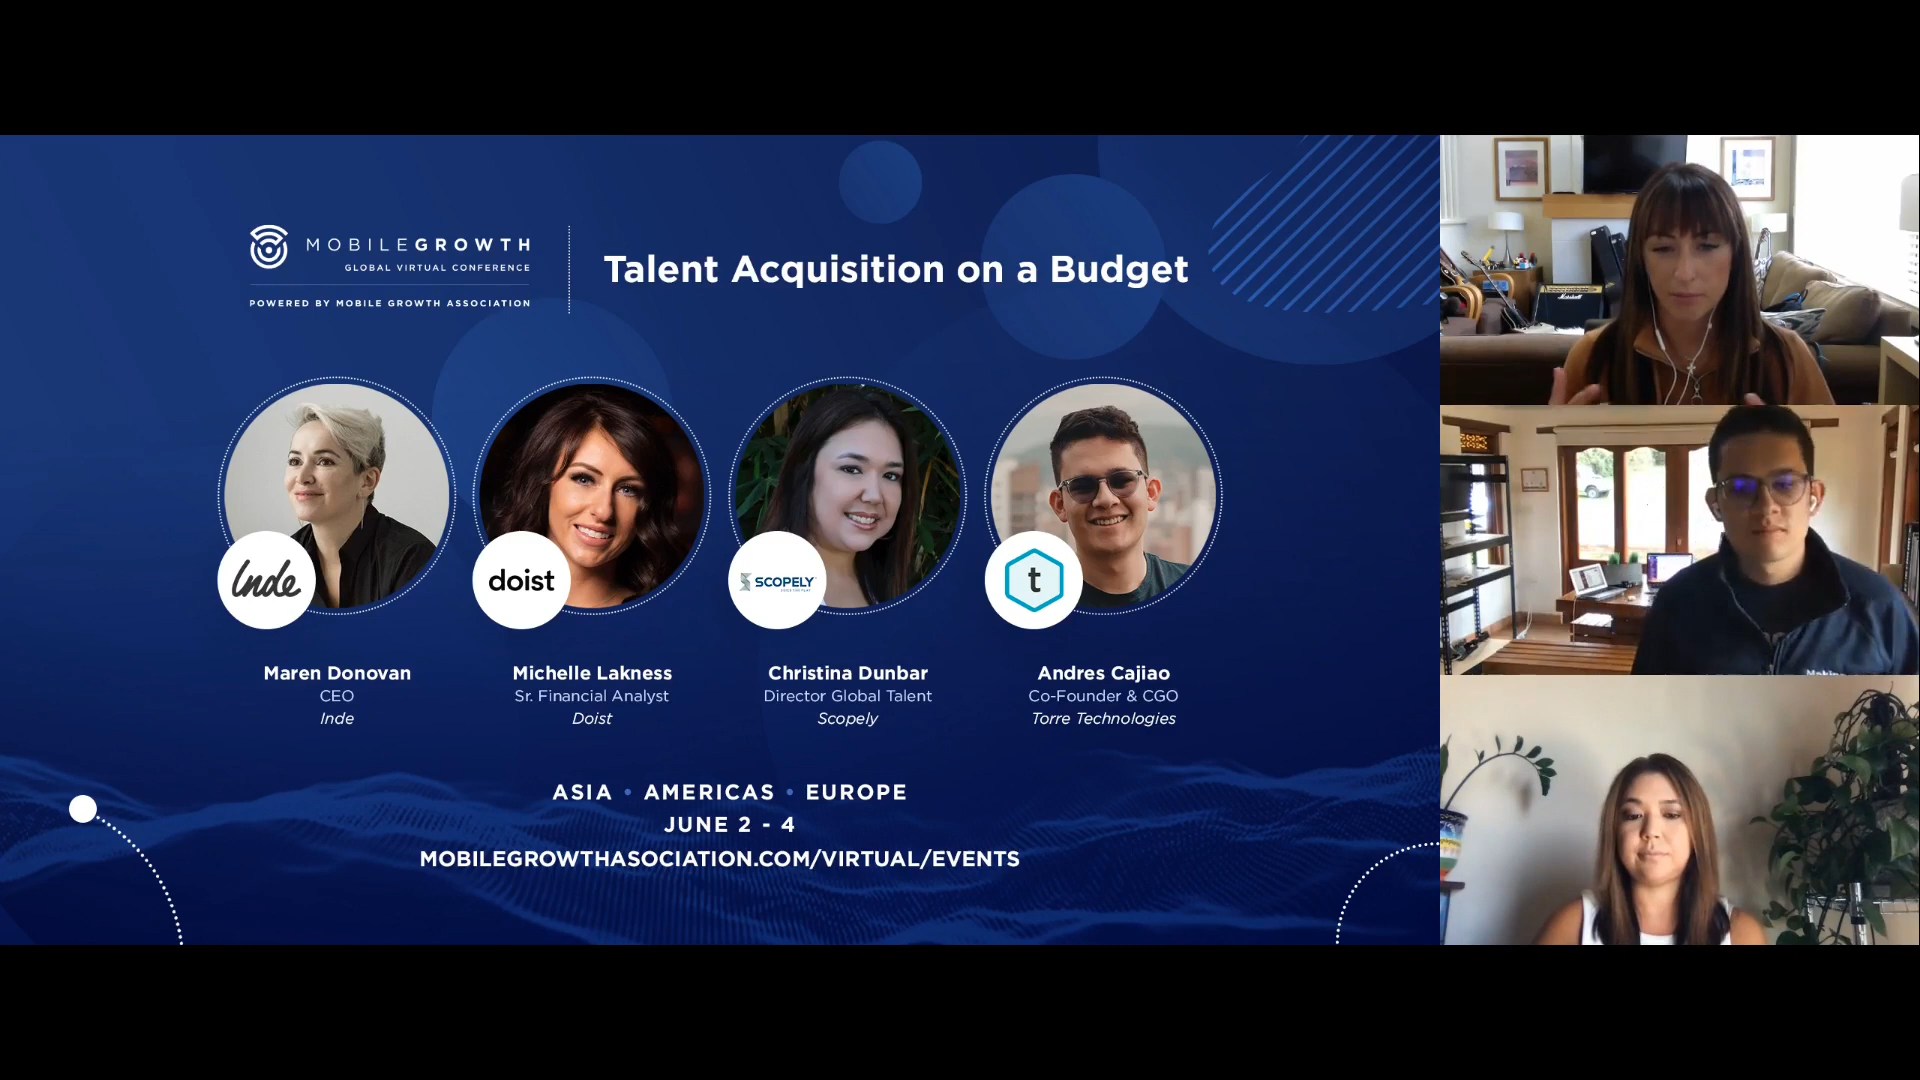 MOBILEGROWTH
GLOBAL VIRTUAL CONFERENCE
POWERED BY MOBILE GROWTH ASSOCIATION
Talent Acquisition on a Budget
Inde
doist
SCOPELY
t
Maren Donovan
CEO
Inde
Michelle Lakness
Sr. Financial Analyst
Doist
Christina Dunbar
Director Global Talent
Scopely
Andres Cajiao
Co-Founder & CGO
Torre Technologies
ASIA • AMERICAS • EUROPE
JUNE 2 - 4
MOBILEGROWTHASOCIATION.COM/VIRTUAL/EVENTS
Marshall
Making